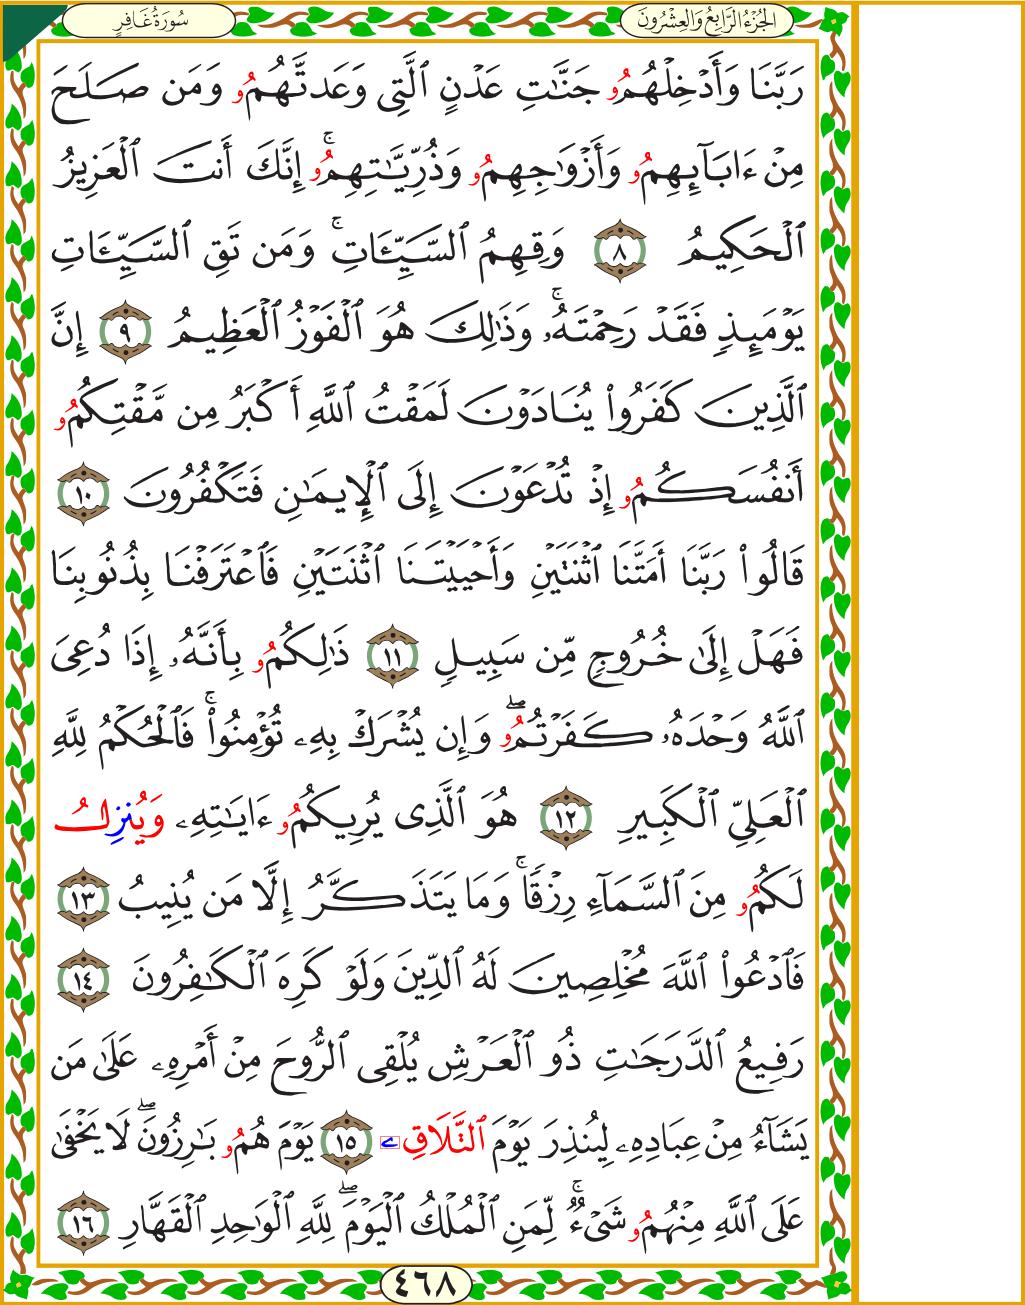 الجُزْءُ الرَّابِعُ وَالعِشْرُونَ
سُورَةُ غَافِرٍ
رَبَّنَا وَأَدْخِلْهُمُۥ جَنَّٰتِ عَدْنٍ ٱلَّتِى وَعَدتَّهُمُۥ وَمَن صَلَحَ
مِنْ ءَابَآئِهِمُۥ وَأَزْوَٰجِهِمُۥ وَذُرِّيَّٰتِهِمُۥٓۚ إِنَّكَ أَنتَ ٱلْعَزِيزُ
ٱلْحَكِيمُ ٨ وَقِهِمُ ٱلسَّيِّـَٔاتِۚ وَمَن تَقِ ٱلسَّيِّـَٔاتِ
يَوْمَئِذٍ فَقَدْ رَحِمْتَهُۥۚ وَذَٰلِكَ هُوَ ٱلْفَوْزُ ٱلْعَظِيمُ ٩ إِنَّ
ٱلَّذِينَ كَفَرُوا۟ يُنَادَوْنَ لَمَقْتُ ٱللَّهِ أَكْبَرُ مِن مَّقْتِكُمُۥ
أَنفُسَكُمُۥ إِذْ تُدْعَوْنَ إِلَى ٱلْإِيمَٰنِ فَتَكْفُرُونَ ١٠
قَالُوا۟ رَبَّنَا أَمَتَّنَا ٱثْنَتَيْنِ وَأَحْيَيْتَنَا ٱثْنَتَيْنِ فَٱعْتَرَفْنَا بِذُنُوبِنَا
فَهَلْ إِلَىٰ خُرُوجٍ مِّن سَبِيلٍ ١١ ذَٰلِكُمُۥ بِأَنَّهُۥ إِذَا دُعِىَ
ٱللَّهُ وَحْدَهُۥ كَفَرْتُمُۥۖ وَإِن يُشْرَكْ بِهِۦ تُؤْمِنُوا۟ۚ فَٱلْحُكْمُ لِلَّهِ
ٱلْعَلِىِّ ٱلْكَبِيرِ ١٢ هُوَ ٱلَّذِى يُرِيكُمُۥ ءَايَٰتِهِۦ وَيُنزِلُ
لَكُمُۥ مِنَ ٱلسَّمَآءِ رِزْقًاۚ وَمَا يَتَذَكَّرُ إِلَّا مَن يُنِيبُ ١٣
فَٱدْعُوا۟ ٱللَّهَ مُخْلِصِينَ لَهُ ٱلدِّينَ وَلَوْ كَرِهَ ٱلْكَٰفِرُونَ ١٤
رَفِيعُ ٱلدَّرَجَٰتِ ذُو ٱلْعَرْشِ يُلْقِى ٱلرُّوحَ مِنْ أَمْرِهِۦ عَلَىٰ مَن
يَشَآءُ مِنْ عِبَادِهِۦ لِيُنذِرَ يَوْمَ ٱلتَّلَاقِۦ ١٥ يَوْمَ هُمُۥ بَٰرِزُونَۖ لَا يَخْفَىٰ
عَلَى ٱللَّهِ مِنْهُمُۥ شَىْءٌۚ لِّمَنِ ٱلْمُلْكُ ٱلْيَوْمَۖ لِلَّهِ ٱلْوَٰحِدِ ٱلْقَهَّارِ ١٦
٤٦٨